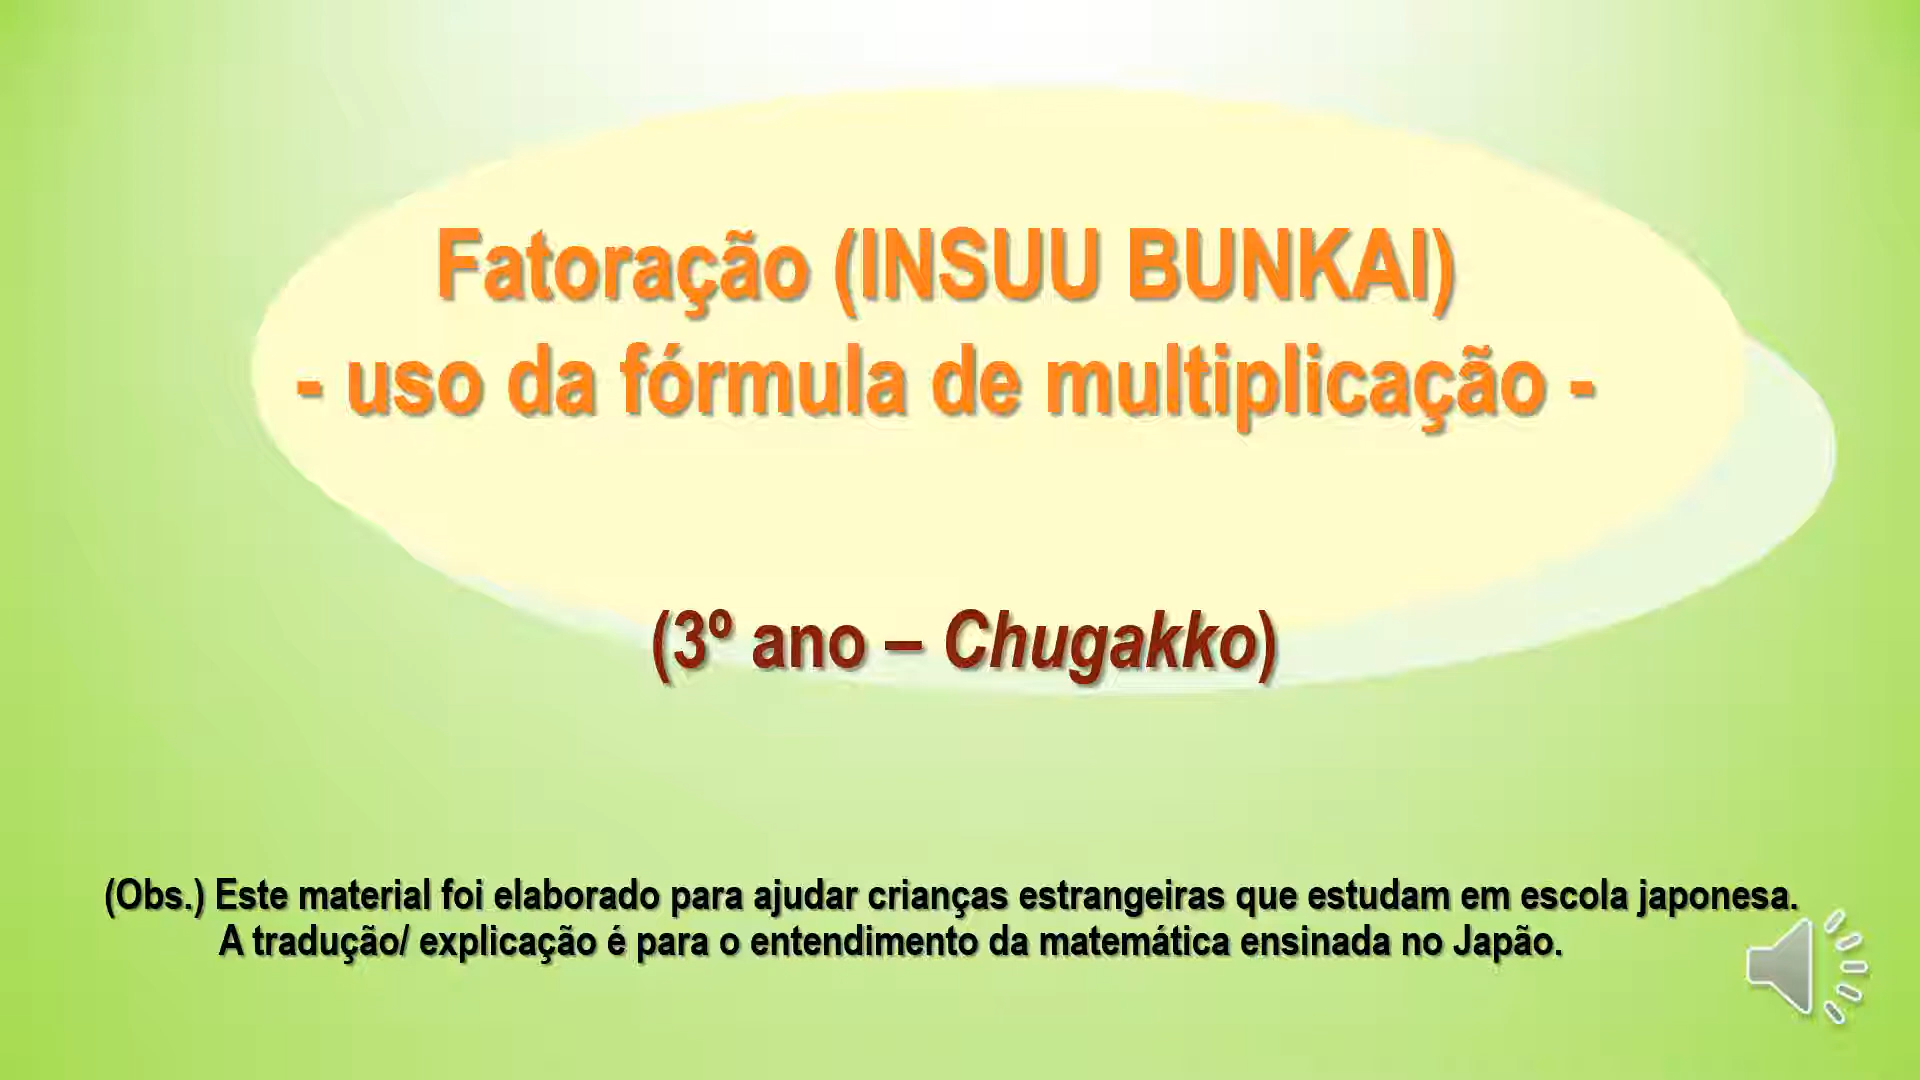 Fatoração (INSUU BUNKAI)
- uso da fórmula de multiplicação -
(3º ano – Chugakko)
(Obs.) Este material foi elaborado para ajudar crianças estrangeiras que estudam em escola japonesa.
A tradução/ explicação é para o entendimento da matemática ensinada no Japão.